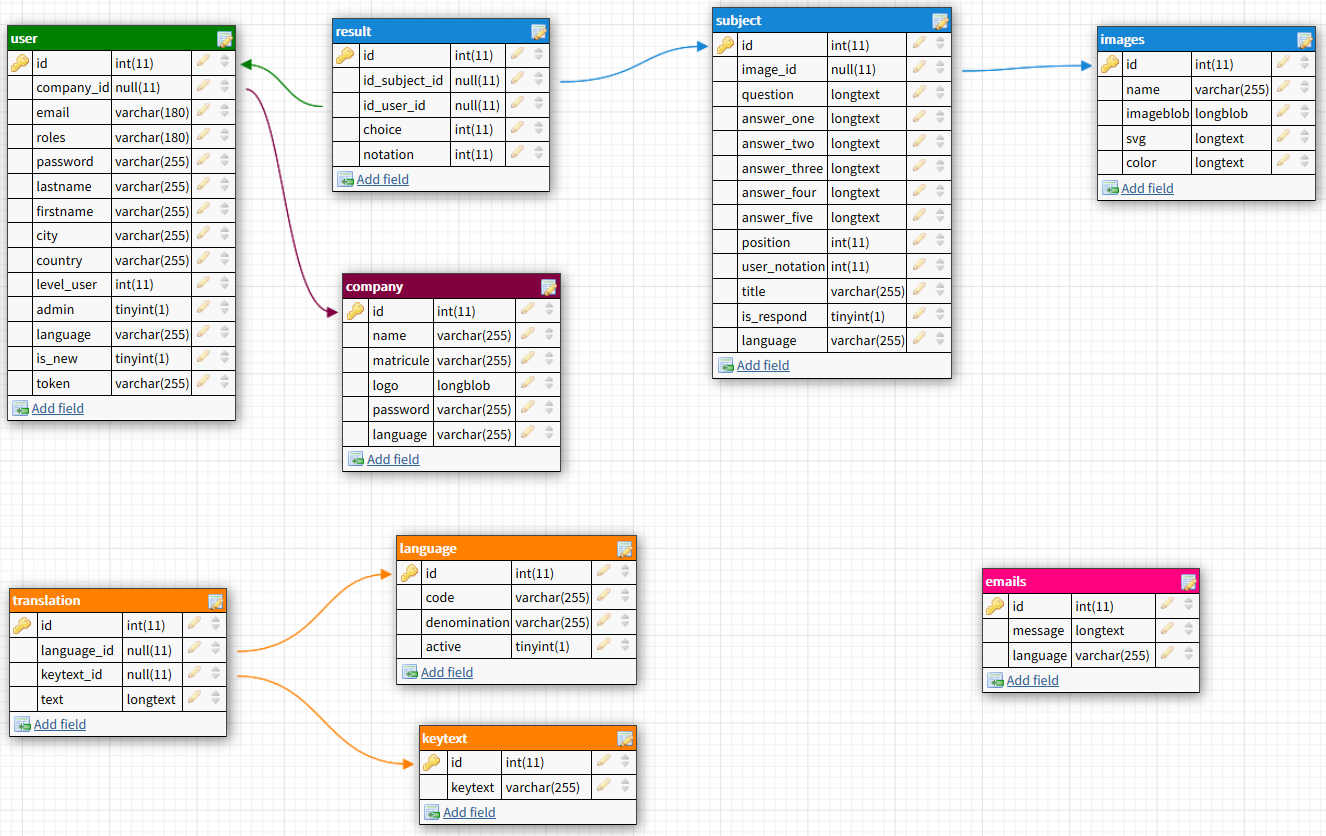 user
id int(11)
company_id null(11)
email varchar(180)
roles varchar(180)
password varchar(255)
lastname varchar(255)
firstname varchar(255)
city varchar(255)
country varchar(255)
level_user int(11)
admin tinyint(1)
language varchar(255)
is_new tinyint(1)
token varchar(255)
Add field
result
id int(11)
id_subject_id null(11)
id_user_id null(11)
choice int(11)
notation int(11)
Add field
subject
id int(11)
image_id null(11)
question longtext
answer_one longtext
answer_two longtext
answer_three longtext
answer_four longtext
answer_five longtext
position int(11)
user_notation int(11)
title varchar(255)
is_respond tinyint(1)
language varchar(255)
Add field
images
id int(11)
name varchar(255)
imageblob longblob
svg longtext
color longtext
Add field
company
id int(11)
name varchar(255)
matricule varchar(255)
logo longblob
password varchar(255)
language varchar(255)
Add field
translation
id int(11)
language_id null(11)
keytext_id null(11)
text longtext
Add field
language
id int(11)
code varchar(255)
denomination varchar(255)
active tinyint(1)
Add field
keytext
id int(11)
keytext varchar(255)
Add field
emails
id int(11)
message longtext
language varchar(255)
Add field